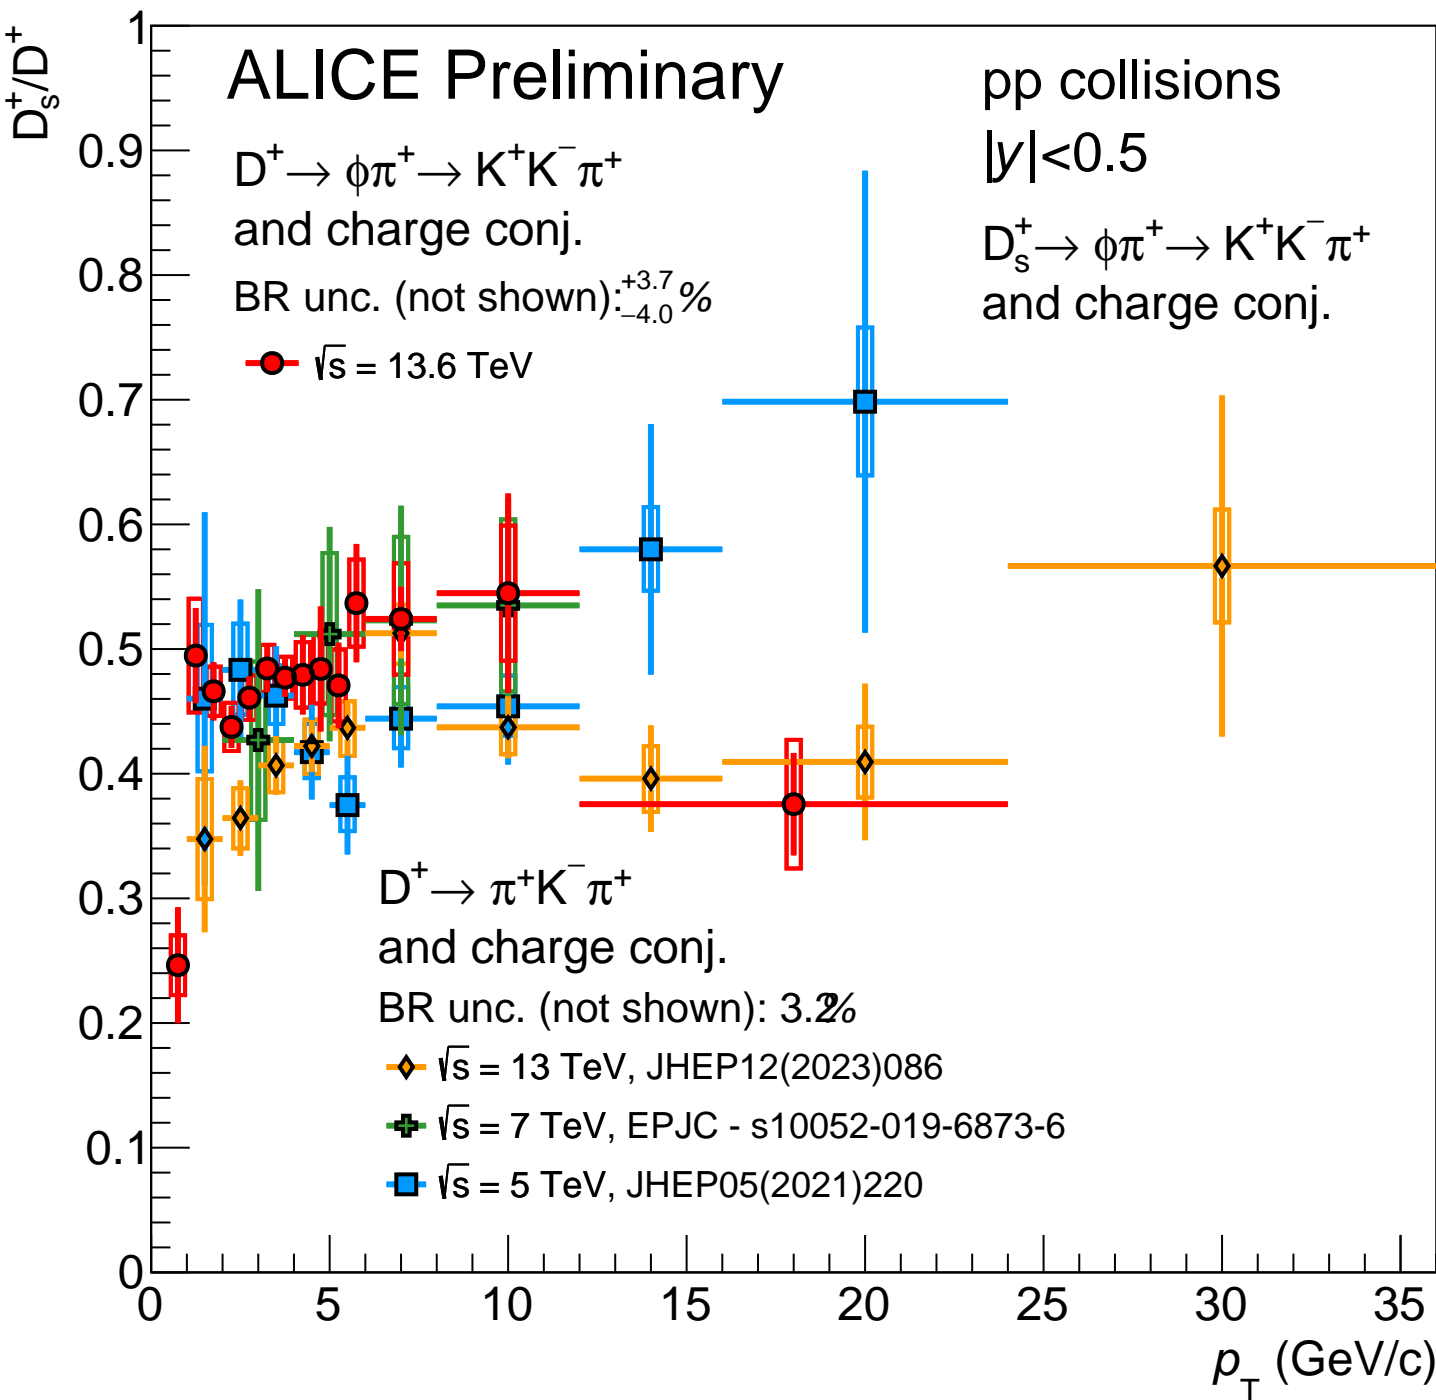 D_s^+/D^+
1
0.9
0.8
0.7
0.6
0.5
0.4
0.3
0.2
0.1
0
ALICE Preliminary
D^+ → ϕπ^+ → K^+K^−π^+
and charge conj.
BR unc. (not shown):^{+3.7}_{−4.0}%
√s = 13.6 TeV
pp collisions
|y|<0.5
D_s^+ → ϕπ^+ → K^+K^−π^+
and charge conj.
D^+ → π^+K^−π^+
and charge conj.
BR unc. (not shown): 3.2%
√s = 13 TeV, JHEP12(2023)086
√s = 7 TeV, EPJC - s10052-019-6873-6
√s = 5 TeV, JHEP05(2021)220
0 5 10 15 20 25 30 35
p_T (GeV/c)